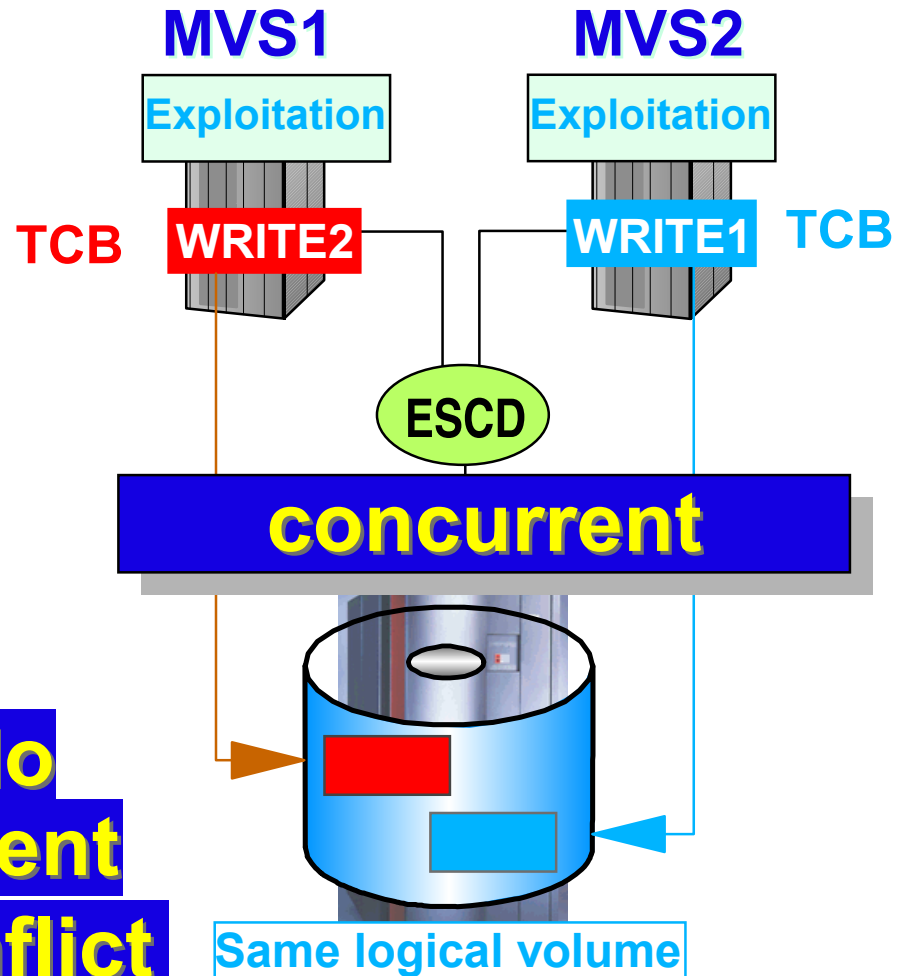 MVS1 MVS2
Exploitation Exploitation
TCB WRITE2 WRITE1 TCB
ESCD
concurrent
Same logical volume